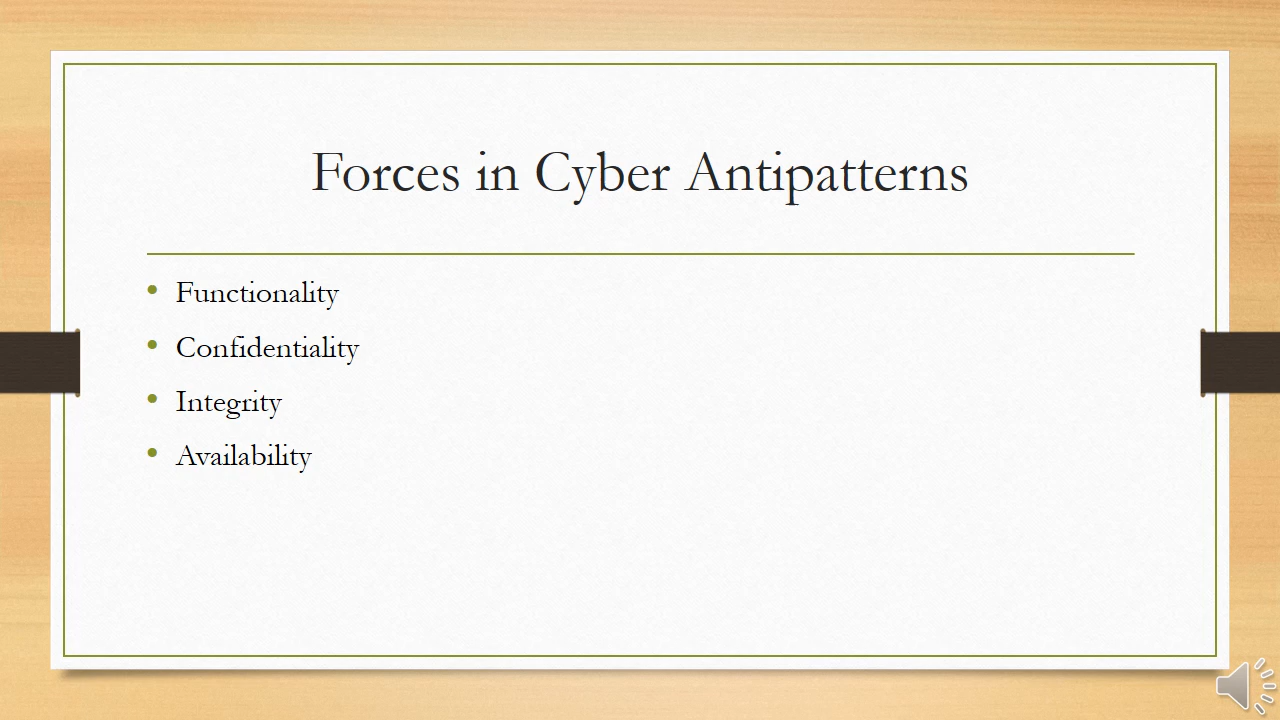 Forces in Cyber Antipatterns
• Functionality
• Confidentiality
• Integrity
• Availability